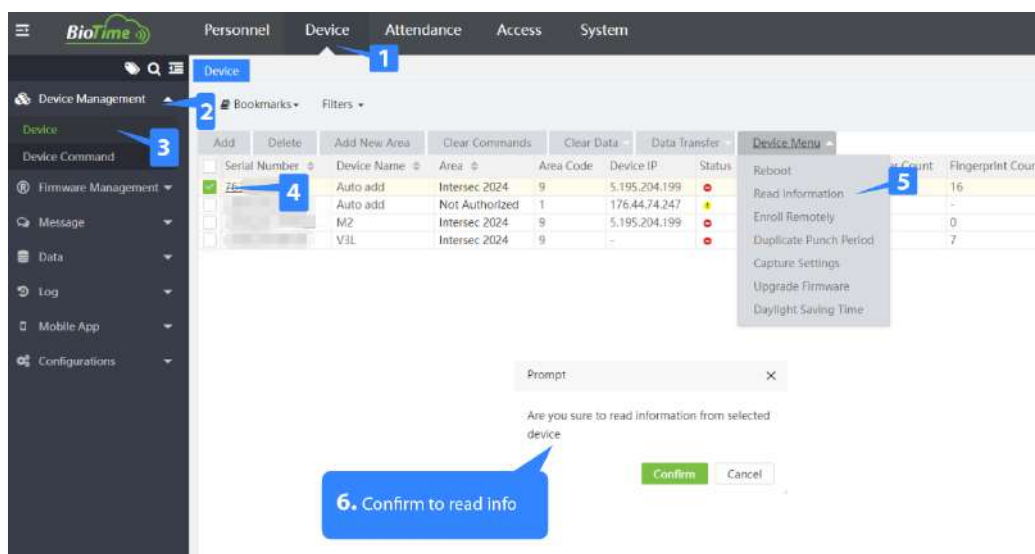 BioTime
Personnel Device Attendance Access System
1
Device
Device Management
2
Bookmarks Filters
Device
3
Device Command
Add Delete Add New Area Clear Commands Clear Data Data Transfer Device Menu
Serial Number Device Name Area Area Code Device IP Status Count Fingerprint Cour
4
Auto add Intersec 2024 9 5.195.204.199 16
Auto add Not Authorized 1 176.44.74.247 -
M2 Intersec 2024 9 5.195.204.199 0
V3L Intersec 2024 9 - 7
Reboot
Read Information
5
Enroll Remotely
Duplicate Punch Period
Capture Settings
Upgrade Firmware
Daylight Saving Time
® Firmware Management
Message
Data
Log
Mobile App
Configurations
Prompt
Are you sure to read information from selected
device
Confirm Cancel
6. Confirm to read info